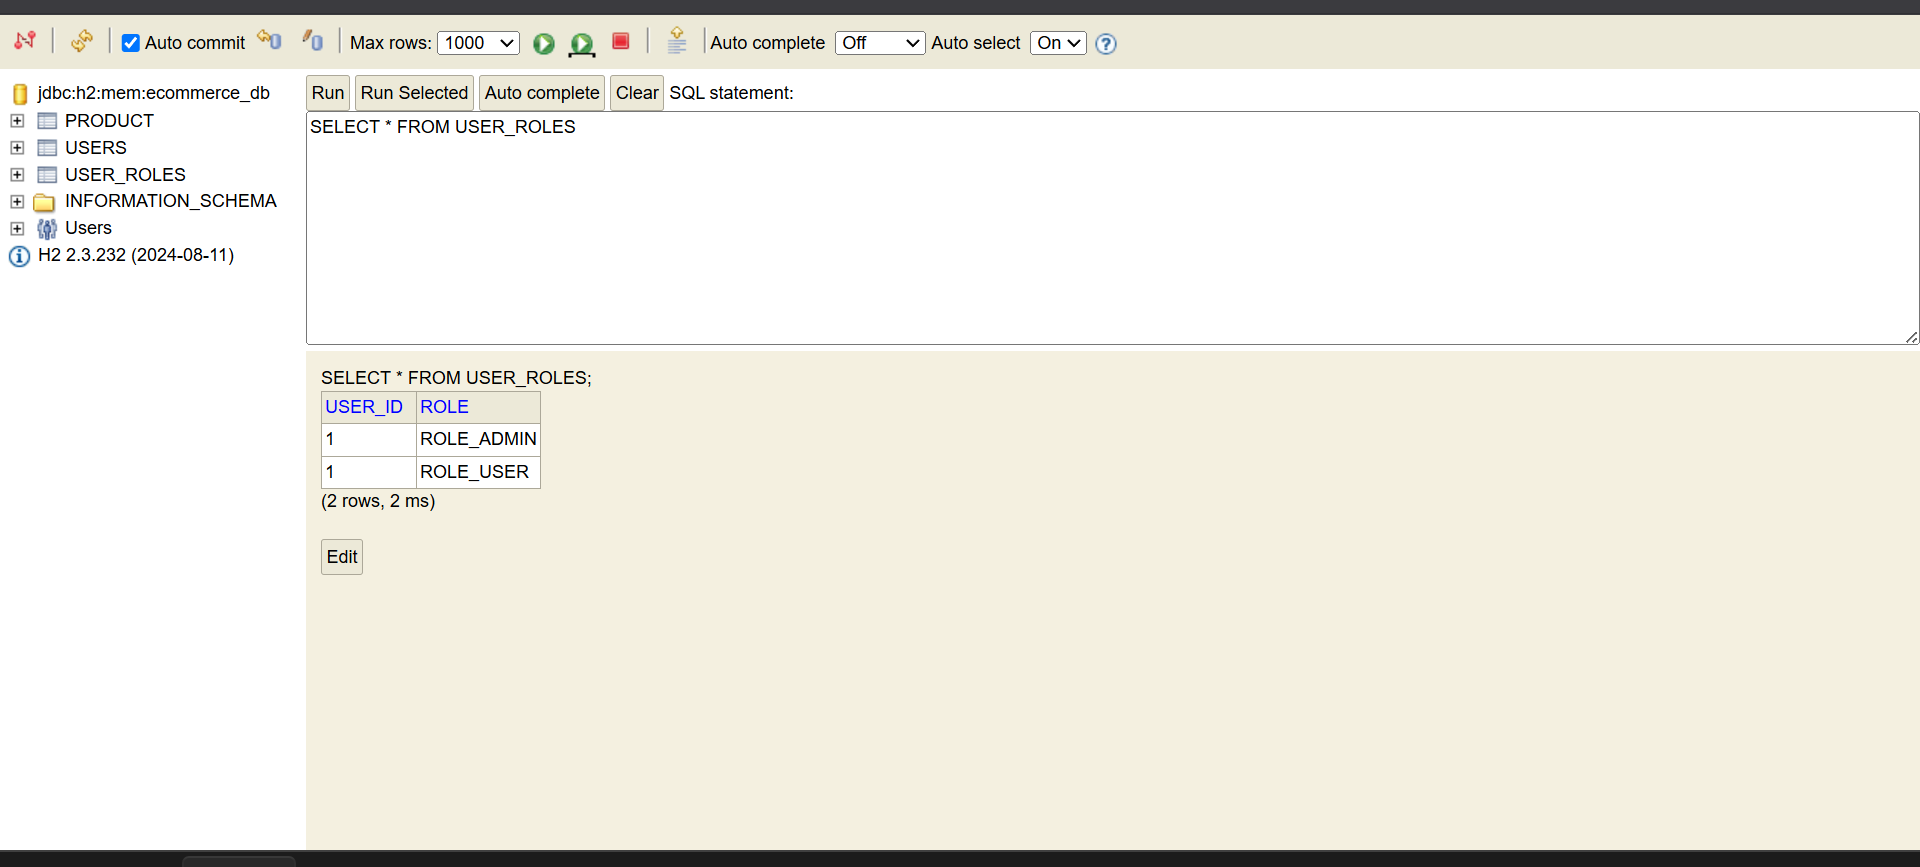 Auto commit Max rows: 1000 Auto complete Off Auto select On ?
jdbc:h2:mem:ecommerce_db
PRODUCT
USERS
USER_ROLES
INFORMATION_SCHEMA
Users
H2 2.3.232 (2024-08-11)
Run Run Selected Auto complete Clear SQL statement:
SELECT * FROM USER_ROLES
SELECT * FROM USER_ROLES;
USER_ID ROLE
1 ROLE_ADMIN
1 ROLE_USER
(2 rows, 2 ms)
Edit